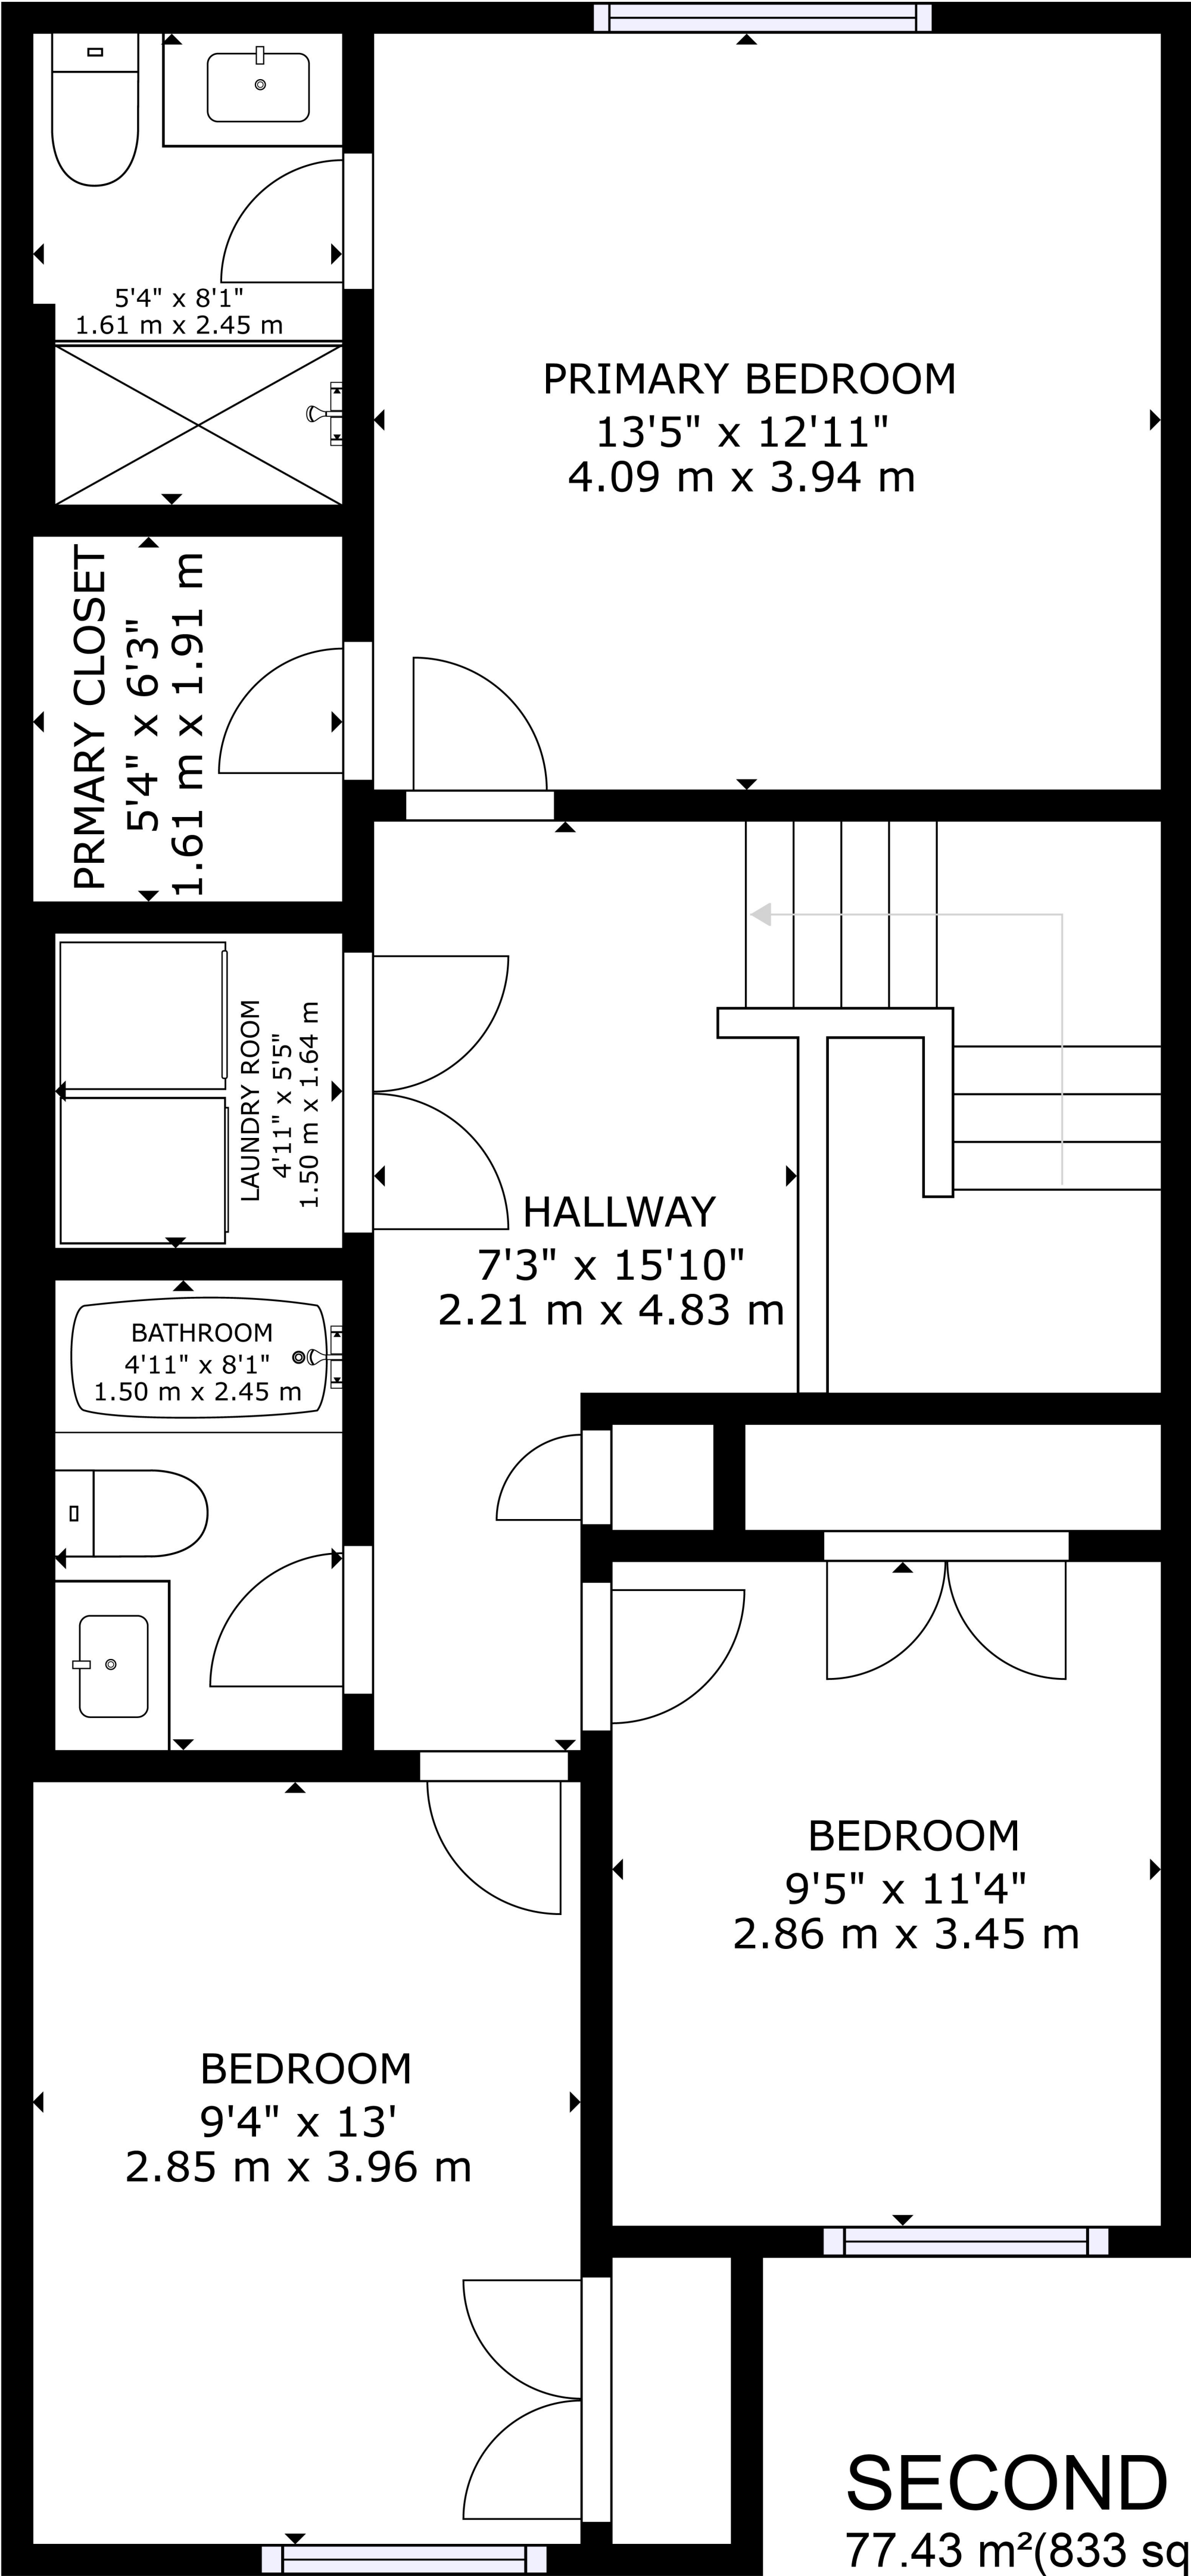 5'4" x 8'1"
1.61 m x 2.45 m
PRIMARY BEDROOM
13'5" x 12'11"
4.09 m x 3.94 m
PRMARY CLOSET
5'4" x 6'3"
1.61 m x 1.91 m
LAUNDRY ROOM
4'11" x 5'5"
1.50 m x 1.64 m
HALLWAY
7'3" x 15'10"
2.21 m x 4.83 m
BATHROOM
4'11" x 8'1"
1.50 m x 2.45 m
BEDROOM
9'5" x 11'4"
2.86 m x 3.45 m
BEDROOM
9'4" x 13'
2.85 m x 3.96 m
SECOND
77.43 m²(833 sq